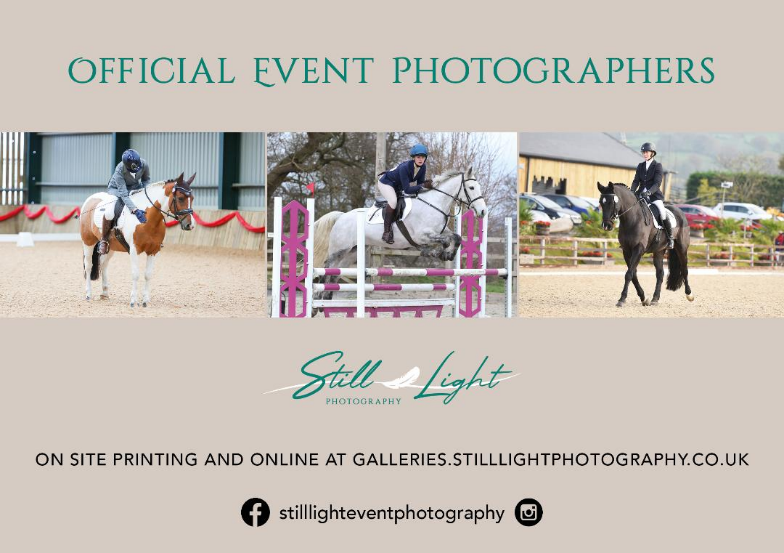 Official Event Photographers
Still Light
PHOTOGRAPHY
ON SITE PRINTING AND ONLINE AT GALLERIES.STILLLIGHTPHOTOGRAPHY.CO.UK
stilllighteventphotography